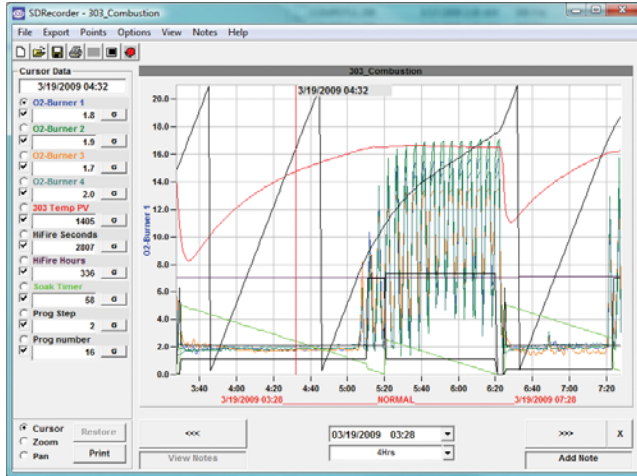 SDRecorder - 303_Combustion
File Export Points Options View Notes Help
Cursor Data
3/19/2009 04:32
O2-Burner 1
1.8 σ
O2-Burner 2
1.9 σ
O2-Burner 3
1.7 σ
O2-Burner 4
2.0 σ
303 Temp PV
1405 σ
HiFire Seconds
2807 σ
HiFire Hours
336 σ
Soak Timer
58 σ
Prog Step
2 σ
Prog number
16 σ
Cursor
Zoom
Pan
Restore
Print
303_Combustion
3/19/2009 04:32
O2-Burner 1
20.0
18.0
16.0
14.0
12.0
10.0
8.0
6.0
4.0
2.0
0.0
3:40 4:00 4:20 4:40 5:00 5:20 5:40 6:00 6:20 6:40 7:00 7:20
3/19/2009 03:28 NORMAL 3/19/2009 07:28
<<<
View Notes
03/19/2009 03:28
4Hrs
>>> X
Add Note